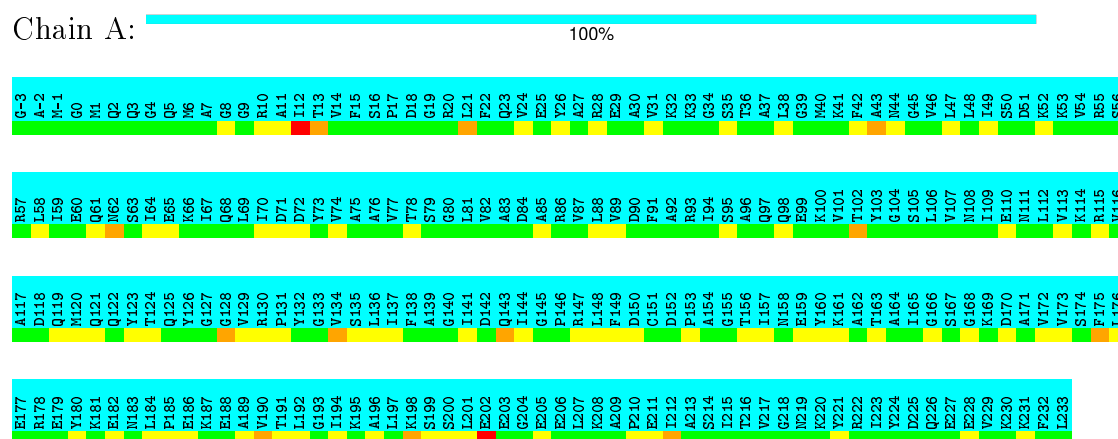 Chain A:
100%
G-3 A-2 M-1 G0 M1 Q2 Q3 G4 Q5 M6 A7 G8 G9 R10 A11 I12 T13 V14 F15 S16 P17 D18 G19 R20 L21 F22 Q23 V24 E25 Y26 A27 R28 E29 A30 V31 K32 K33 G34 S35 T36 A37 L38 G39 M40 K41 F42 A43 N44 G45 V46 L47 L48 I49 S50 D51 K52 K53 V54 R55 S56
R57 L58 I59 E60 Q61 N62 S63 I64 E65 K66 I67 Q68 L69 I70 D71 D72 Y73 V74 A75 A76 V77 T78 S79 G80 L81 V82 A83 D84 A85 R86 V87 L88 V89 D90 F91 A92 R93 I94 S95 A96 Q97 Q98 E99 K100 V101 T102 Y103 G104 S105 L106 V107 N108 I109 E110 N111 L112 V113 K114 R115 V116
A117 D118 Q119 M120 Q121 Q122 Y123 T124 Q125 Y126 G127 G128 V129 R130 P131 Y132 G133 V134 S135 L136 I137 F138 A139 G140 I141 D142 Q143 I144 G145 P146 R147 L148 F149 D150 C151 D152 P153 A154 G155 T156 I157 N158 E159 Y160 K161 A162 T163 A164 I165 G166 S167 G168 K169 D170 A171 V172 V173 S174 F175 I176
E177 R178 E179 Y180 K181 E182 N183 L184 P185 E186 K187 E188 A189 V190 T191 L192 G193 I194 K195 A196 L197 K198 S199 S200 L201 E202 E203 G204 E205 E206 L207 K208 A209 P210 E211 I212 A213 S214 I215 T216 V217 G218 N219 K220 Y221 R222 I223 Y224 D225 Q226 E227 E228 V229 K230 K231 F232 L233